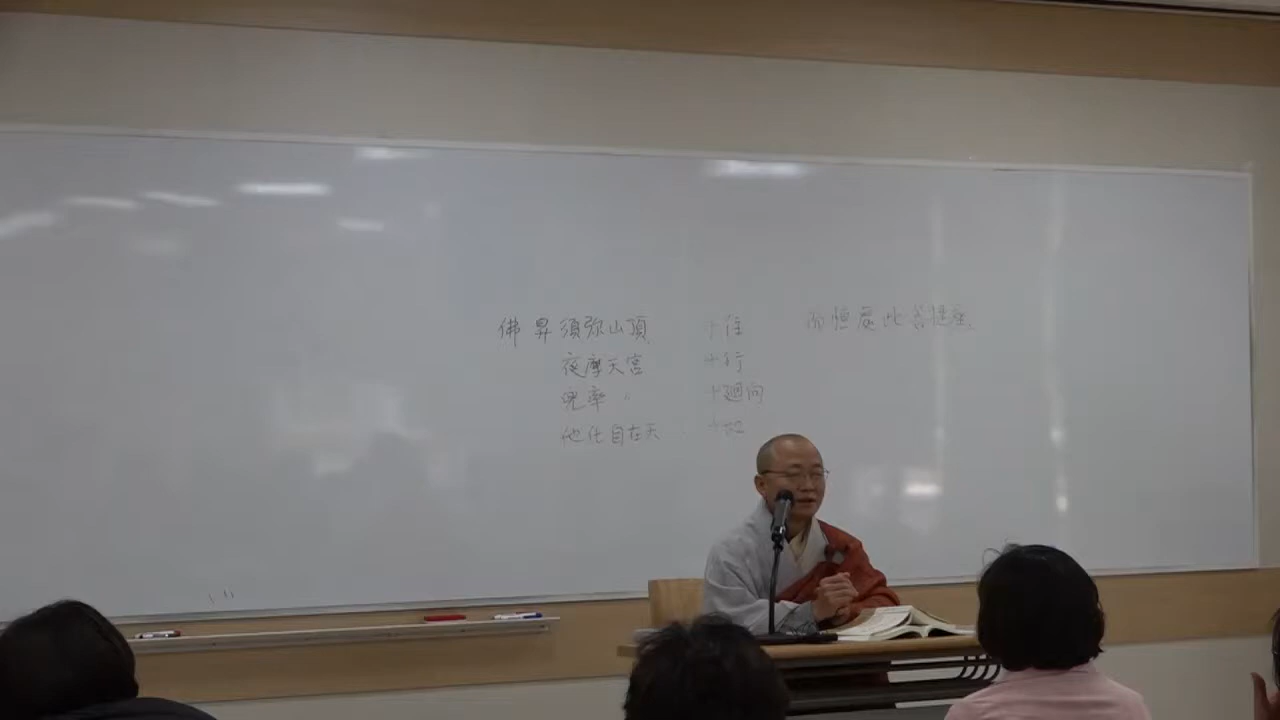 佛昇須弥山頂 十住 而恒處此菩提座
夜摩天宮 十行
兜率 〃 十廻向
他化自在天 十地